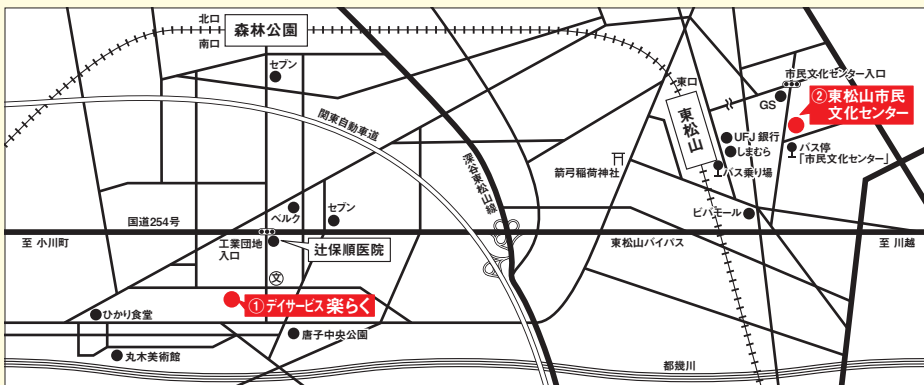 北口
森林公園
南口
セブン
東口
市民文化センター入口
GS
②東松山市民
文化センター
関東自動車道
東松山
UFJ 銀行
しまむら
バス停
「市民文化センター」
深谷東松山線
箭弓稲荷神社
バス乗り場
ベルク
セブン
ビバモール
国道254号
至 小川町
工業団地
入口
辻保順医院
東松山バイパス
至 川越
文
①デイサービス楽らく
ひかり食堂
唐子中央公園
丸木美術館
都幾川